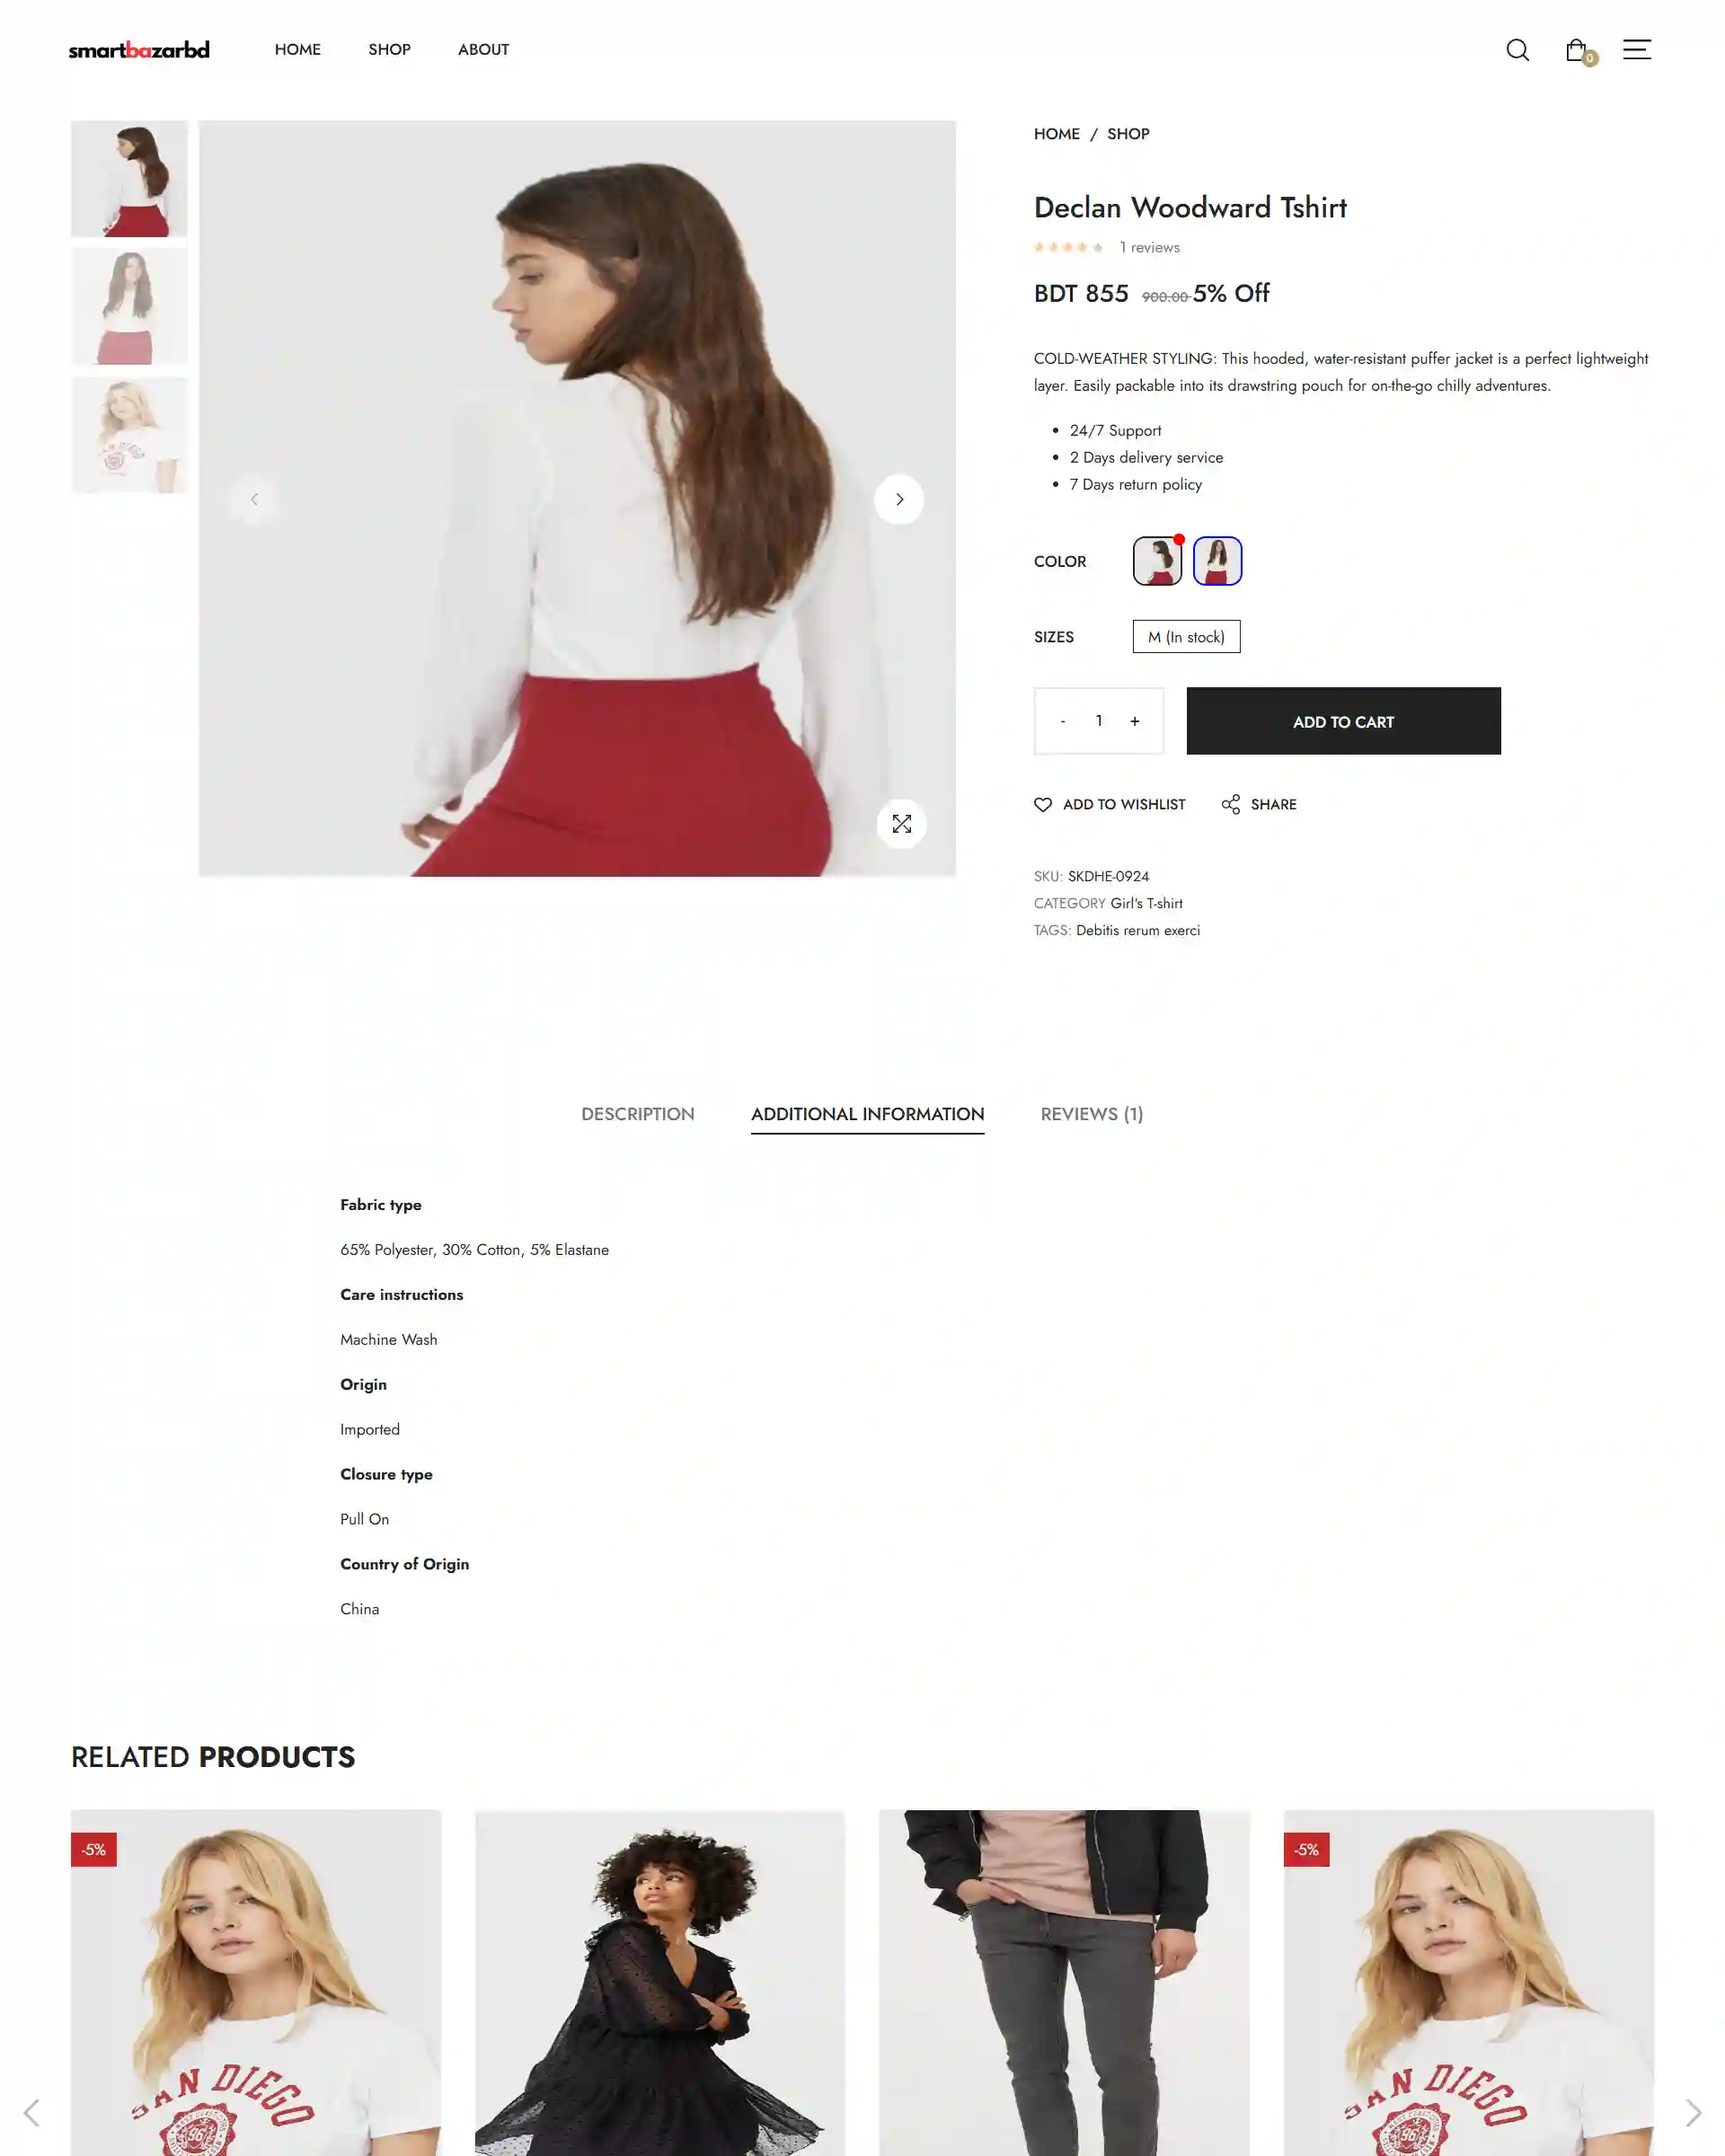 smartbazarbd
HOME SHOP ABOUT
0
HOME / SHOP
Declan Woodward Tshirt
1 reviews
BDT 855 900.00 5% Off
COLD-WEATHER STYLING: This hooded, water-resistant puffer jacket is a perfect lightweight
layer. Easily packable into its drawstring pouch for on-the-go chilly adventures.
• 24/7 Support
• 2 Days delivery service
• 7 Days return policy
COLOR
SIZES M (In stock)
- 1 + ADD TO CART
ADD TO WISHLIST SHARE
SKU: SKDHE-0924
CATEGORY Girl's T-shirt
TAGS: Debitis rerum exerci
DESCRIPTION ADDITIONAL INFORMATION REVIEWS (1)
Fabric type
65% Polyester, 30% Cotton, 5% Elastane
Care instructions
Machine Wash
Origin
Imported
Closure type
Pull On
Country of Origin
China
RELATED PRODUCTS
-5%
-5%
SAN DIEGO
96
SAN DIEGO
96